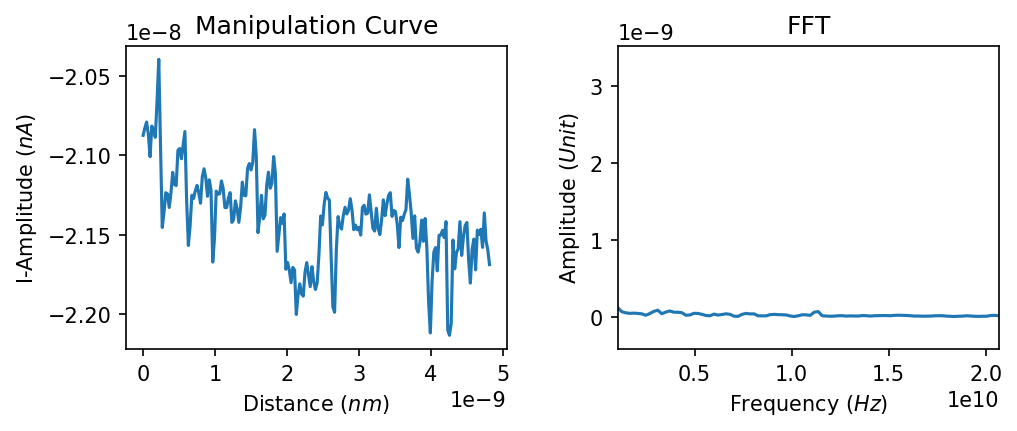 Manipulation Curve
1e−8
I-Amplitude (nA)
−2.05
−2.10
−2.15
−2.20
0 1 2 3 4 5
1e−9
Distance (nm)
FFT
1e−9
Amplitude (Unit)
3
2
1
0
0.5 1.0 1.5 2.0
1e10
Frequency (Hz)